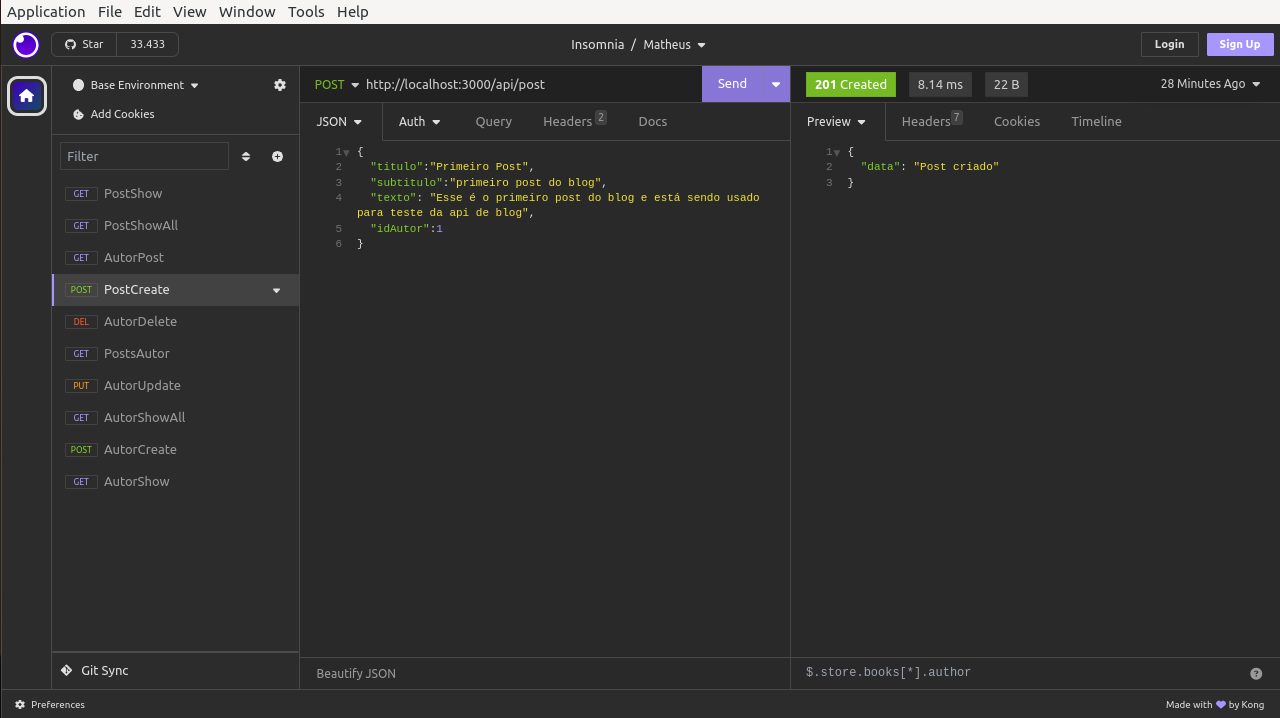 Application File Edit View Window Tools Help
Star 33.433
Insomnia / Matheus
Login Sign Up
Base Environment
Add Cookies
Filter
GET PostShow
GET PostShowAll
GET AutorPost
POST PostCreate
DEL AutorDelete
GET PostsAutor
PUT AutorUpdate
GET AutorShowAll
POST AutorCreate
GET AutorShow
Git Sync
POST http://localhost:3000/api/post Send
JSON Auth Query Headers 2 Docs
1 {
2 "titulo":"Primeiro Post",
3 "subtitulo":"primeiro post do blog",
4 "texto": "Esse é o primeiro post do blog e está sendo usado
para teste da api de blog",
5 "idAutor":1
6 }
Beautify JSON
201 Created 8.14 ms 22 B 28 Minutes Ago
Preview Headers 7 Cookies Timeline
1 {
2 "data": "Post criado"
3 }
$.store.books[*].author
Preferences
Made with 💜 by Kong